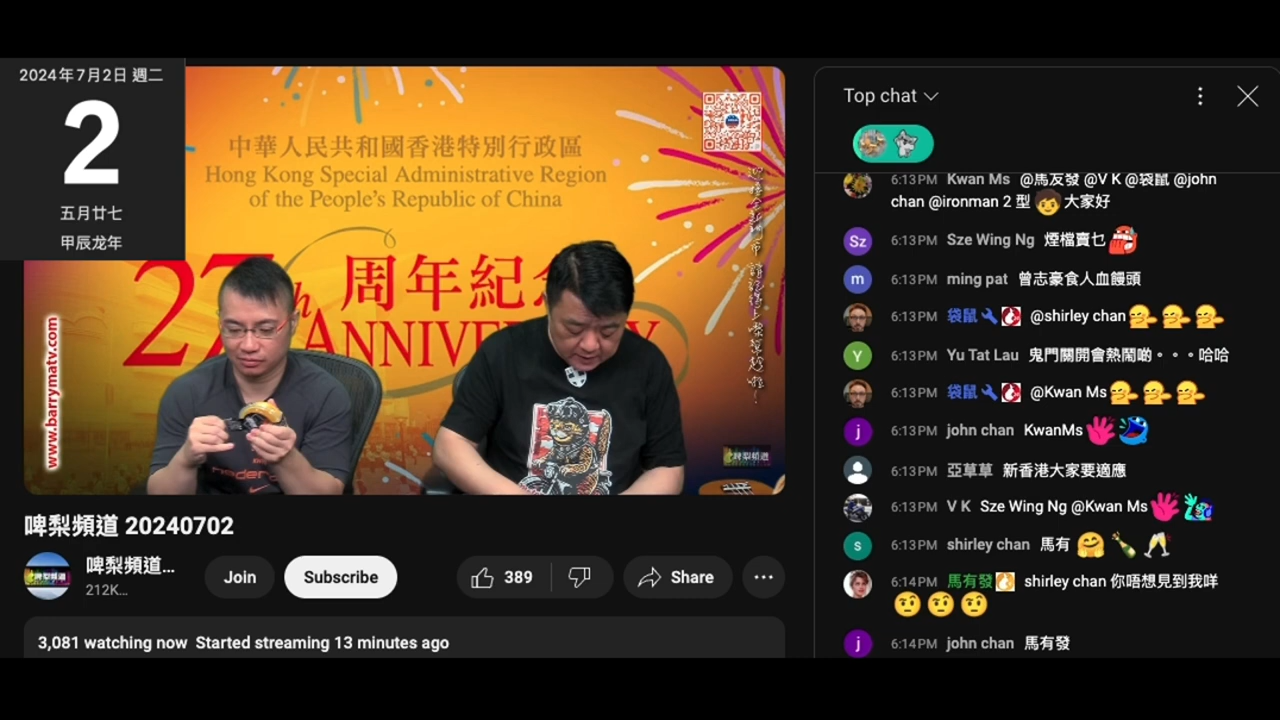 2024年7月2日 週二
2
五月廿七
甲辰龙年
中華人民共和國香港特別行政區
Hong Kong Special Administrative Region
of the People's Republic of China
27th 周年紀念
ANNIVERSARY
www.barrymatv.com
啤梨頻道
啤梨頻道 20240702
啤梨頻道...
212K...
Join
Subscribe
389
Share
3,081 watching now Started streaming 13 minutes ago
Top chat
6:13PM Kwan Ms @馬友發 @V K @袋鼠 @john
chan @ironman 2 型 🧒 大家好
Sz 6:13PM Sze Wing Ng 煙檔賣乜
m 6:13PM ming pat 曾志豪食人血饅頭
6:13PM 袋鼠 @shirley chan
Y 6:13PM Yu Tat Lau 鬼門關開會熱鬧啲。。。哈哈
6:13PM 袋鼠 @Kwan Ms
j 6:13PM john chan KwanMs
6:13PM 亞草草 新香港大家要適應
6:13PM V K Sze Wing Ng @Kwan Ms
s 6:13PM shirley chan 馬有 🤗 🍾 🥂
6:14PM 馬有發 shirley chan 你唔想見到我咩
🤨 🤨 🤨
j 6:14PM john chan 馬有發